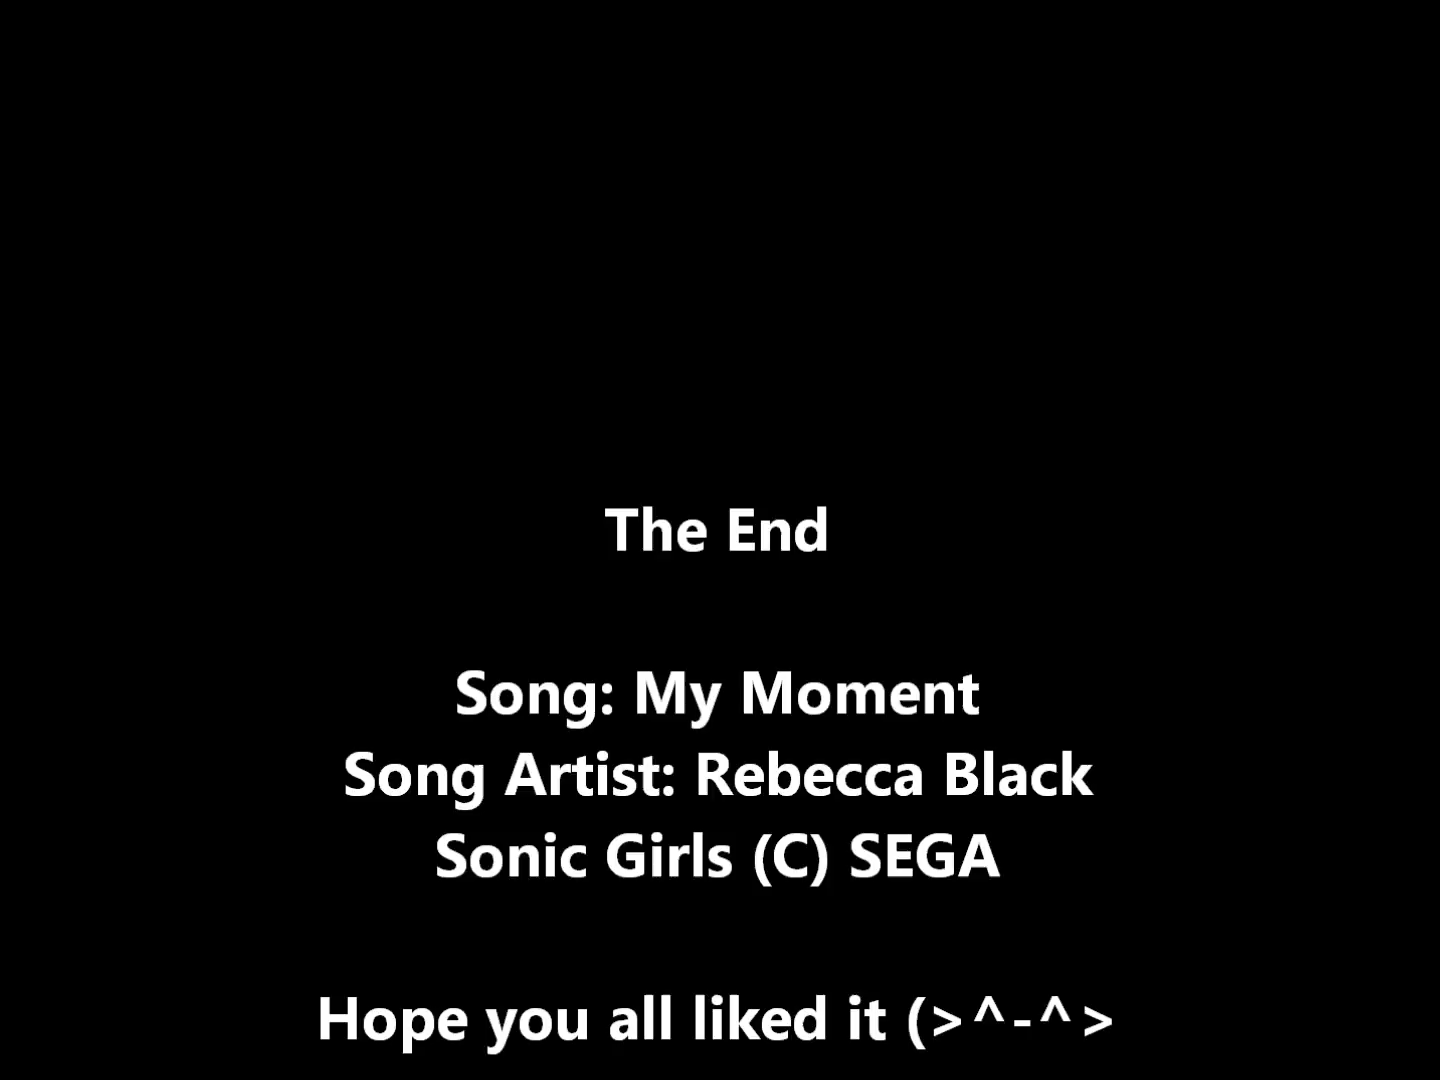 The End
Song: My Moment
Song Artist: Rebecca Black
Sonic Girls (C) SEGA
Hope you all liked it (>^-^>